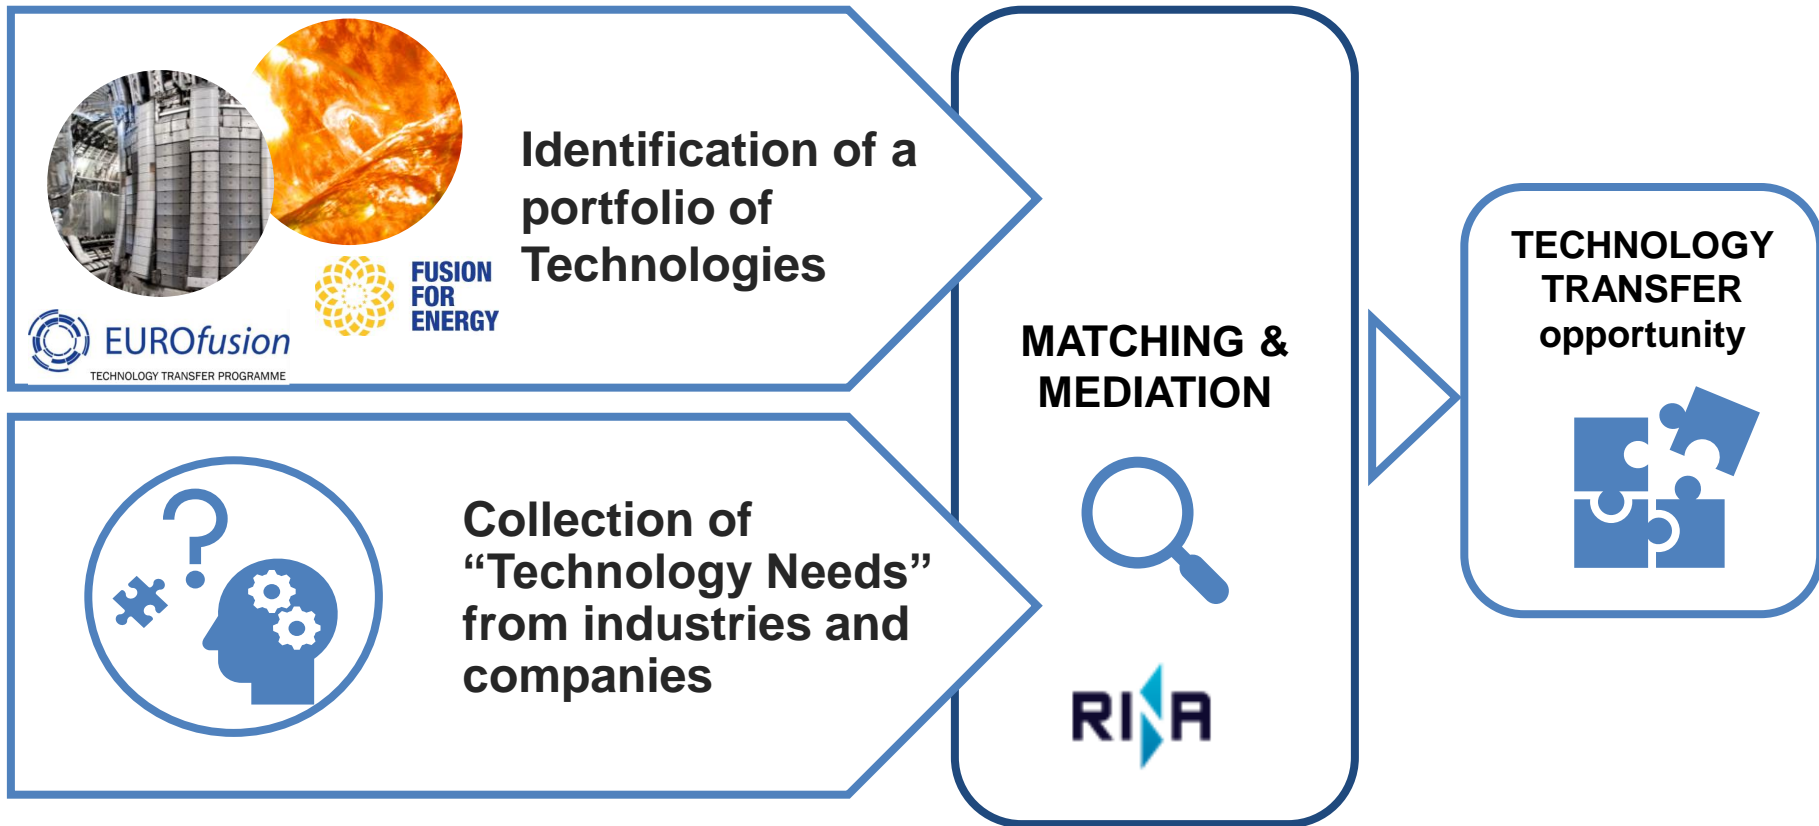 Identification of a
portfolio of
Technologies
FUSION
FOR
ENERGY
EUROfusion
TECHNOLOGY TRANSFER PROGRAMME
Collection of
“Technology Needs”
from industries and
companies
?
MATCHING &
MEDIATION
RINA
TECHNOLOGY
TRANSFER
opportunity